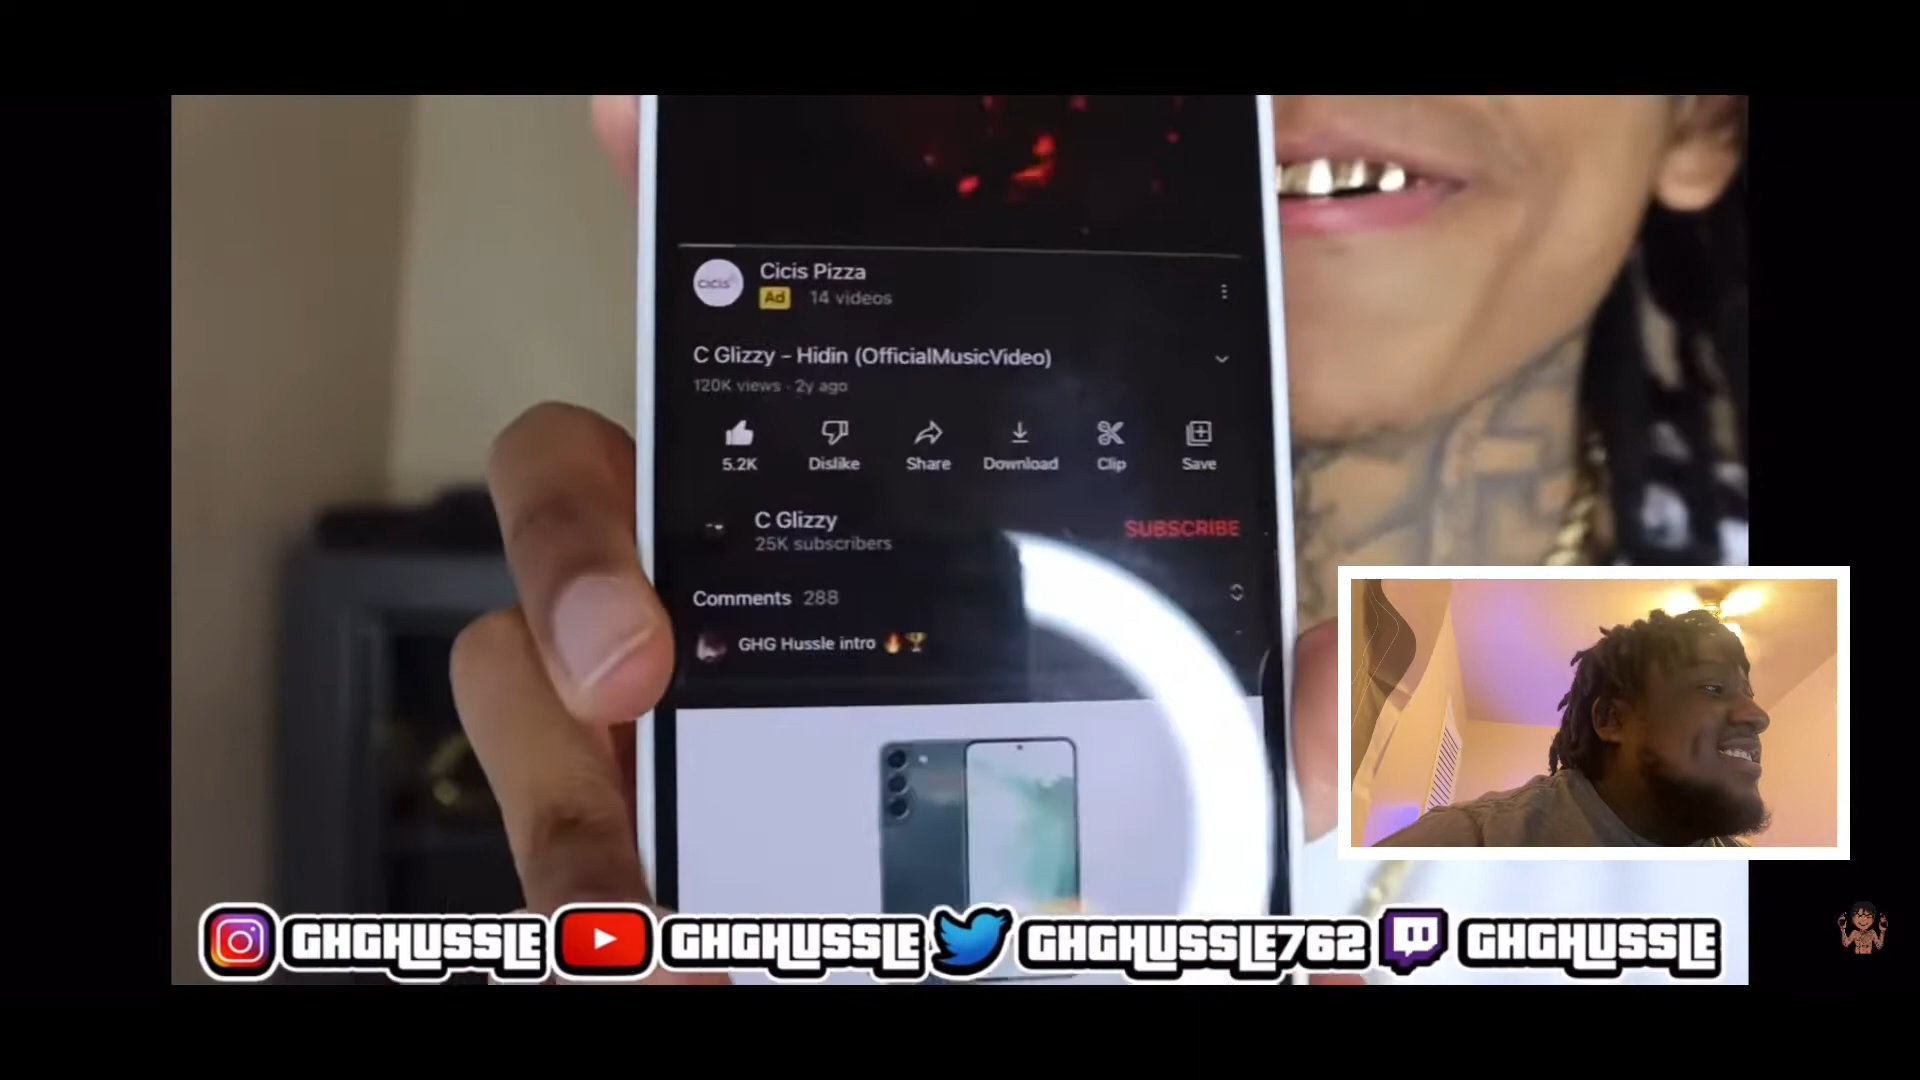 cicis
Cicis Pizza
Ad 14 videos
C Glizzy – Hidin (OfficialMusicVideo)
120K views · 2y ago
5.2K Dislike Share Download Clip Save
C Glizzy
25K subscribers
SUBSCRIBE
Comments 288
GHG Hussle intro 🔥🏆
GHGHUSSLE GHGHUSSLE GHGHUSSLE762 GHGHUSSLE